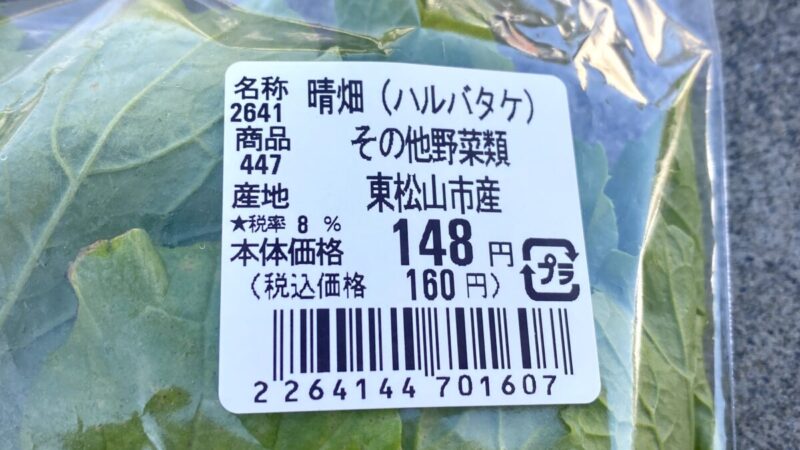 名称 晴畑（ハルバタケ）
2641
商品 その他野菜類
447
産地 東松山市産
★税率 8 %
本体価格 148 円
（税込価格 160 円）
プラ
2 264144 701607